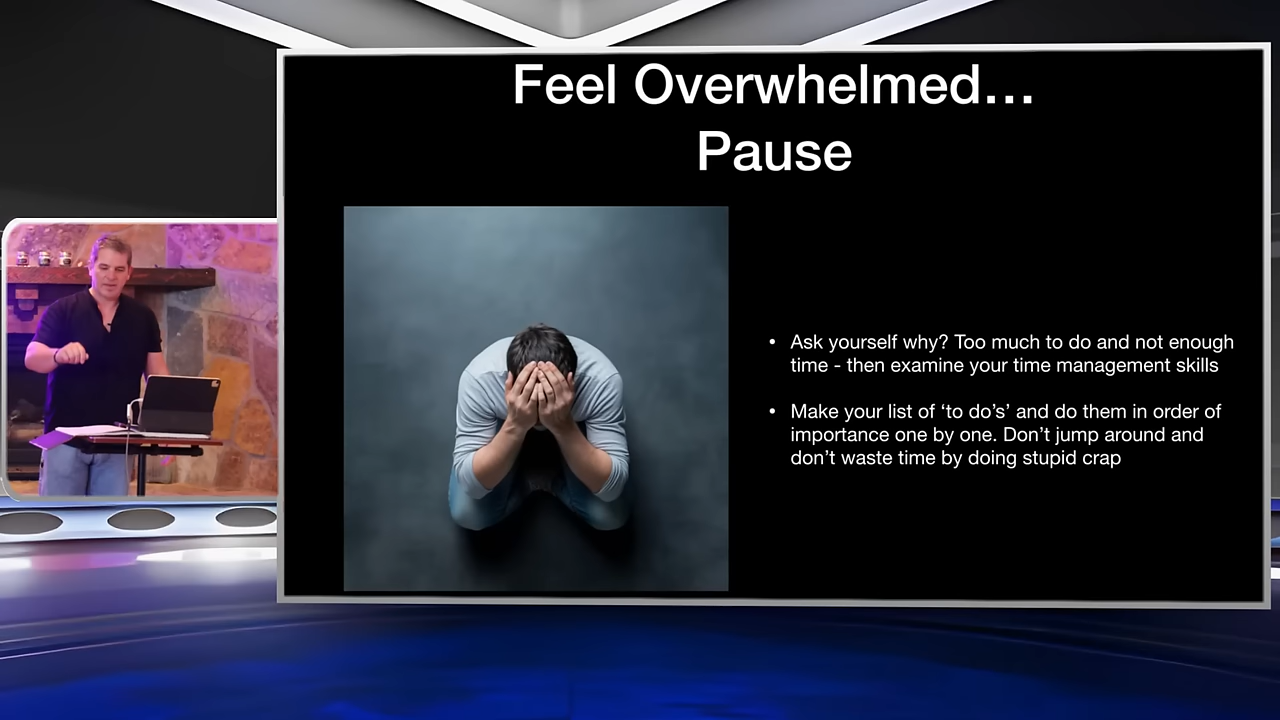 Feel Overwhelmed...
Pause
• Ask yourself why? Too much to do and not enough
time - then examine your time management skills
• Make your list of ‘to do’s’ and do them in order of
importance one by one. Don’t jump around and
don’t waste time by doing stupid crap